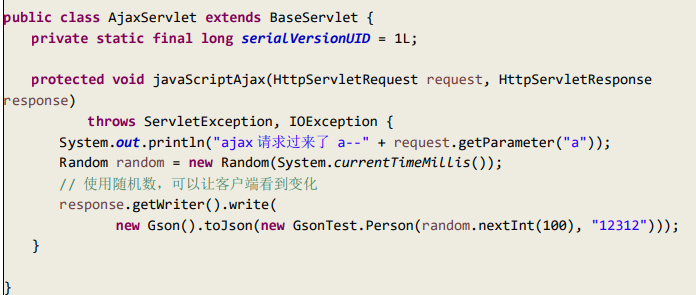 public class AjaxServlet extends BaseServlet {
private static final long serialVersionUID = 1L;
protected void javaScriptAjax(HttpServletRequest request, HttpServletResponse
response)
throws ServletException, IOException {
System.out.println("ajax 请求过来了 a--" + request.getParameter("a"));
Random random = new Random(System.currentTimeMillis());
// 使用随机数，可以让客户端看到变化
response.getWriter().write(
new Gson().toJson(new GsonTest.Person(random.nextInt(100), "12312")));
}
}